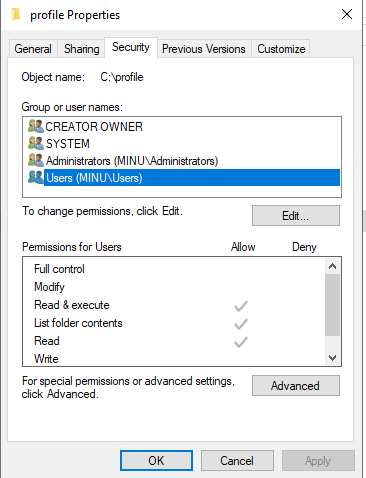 profile Properties
General Sharing Security Previous Versions Customize
Object name: C:\profile
Group or user names:
CREATOR OWNER
SYSTEM
Administrators (MINU\Administrators)
Users (MINU\Users)
To change permissions, click Edit.
Edit...
Permissions for Users Allow Deny
Full control
Modify
Read & execute
List folder contents
Read
Write
For special permissions or advanced settings,
click Advanced.
Advanced
OK Cancel Apply